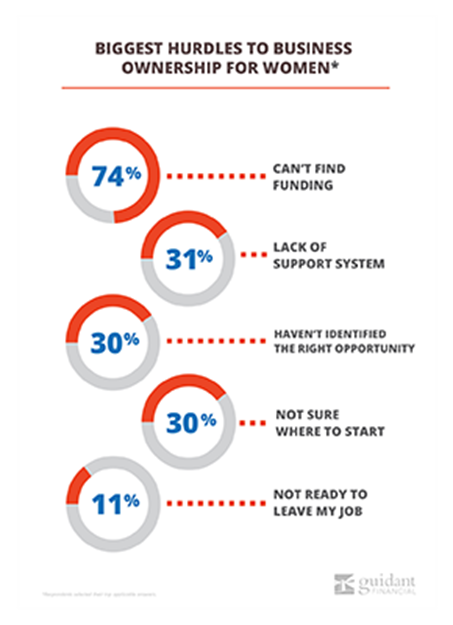 BIGGEST HURDLES TO BUSINESS
OWNERSHIP FOR WOMEN*
74%
CAN'T FIND
FUNDING
31%
LACK OF
SUPPORT SYSTEM
30%
HAVEN'T IDENTIFIED
THE RIGHT OPPORTUNITY
30%
NOT SURE
WHERE TO START
11%
NOT READY TO
LEAVE MY JOB
guidant
FINANCIAL